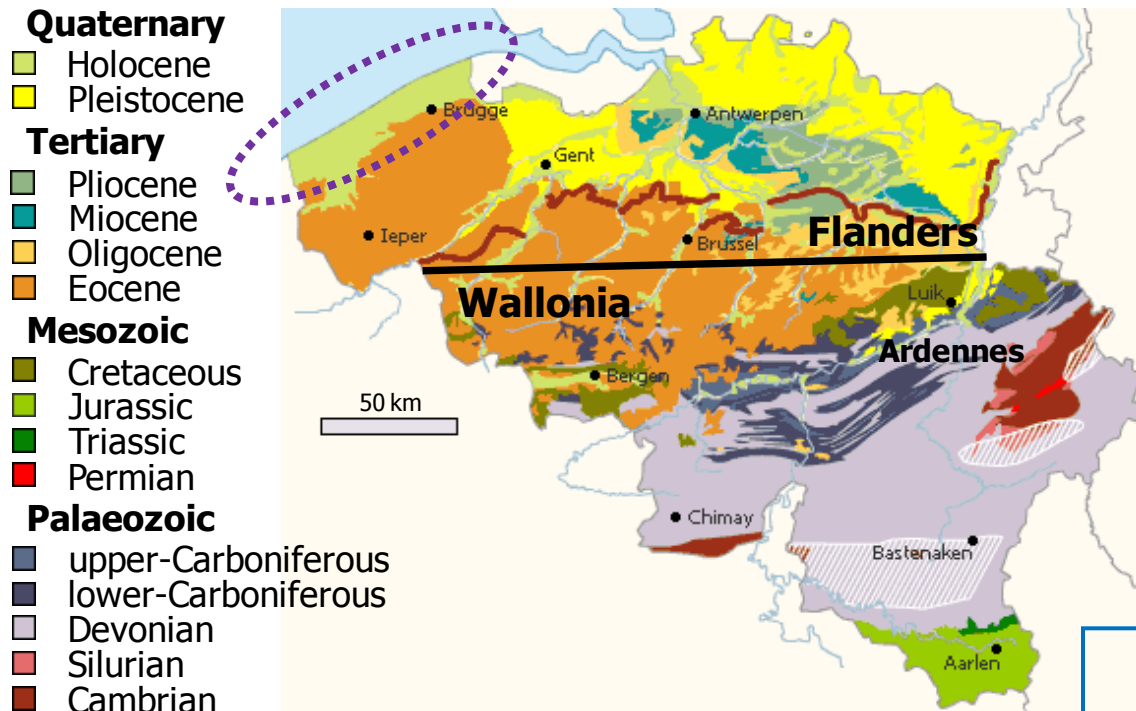 Quaternary
Holocene
Pleistocene
Tertiary
Pliocene
Miocene
Oligocene
Eocene
Mesozoic
Cretaceous
Jurassic
Triassic
Permian
Palaeozoic
upper-Carboniferous
lower-Carboniferous
Devonian
Silurian
Cambrian
Brugge
Antwerpen
Gent
Ieper
Brussel
Flanders
Wallonia
Luik
Ardennes
Bergen
50 km
Chimay
Bastenaken
Aarlen